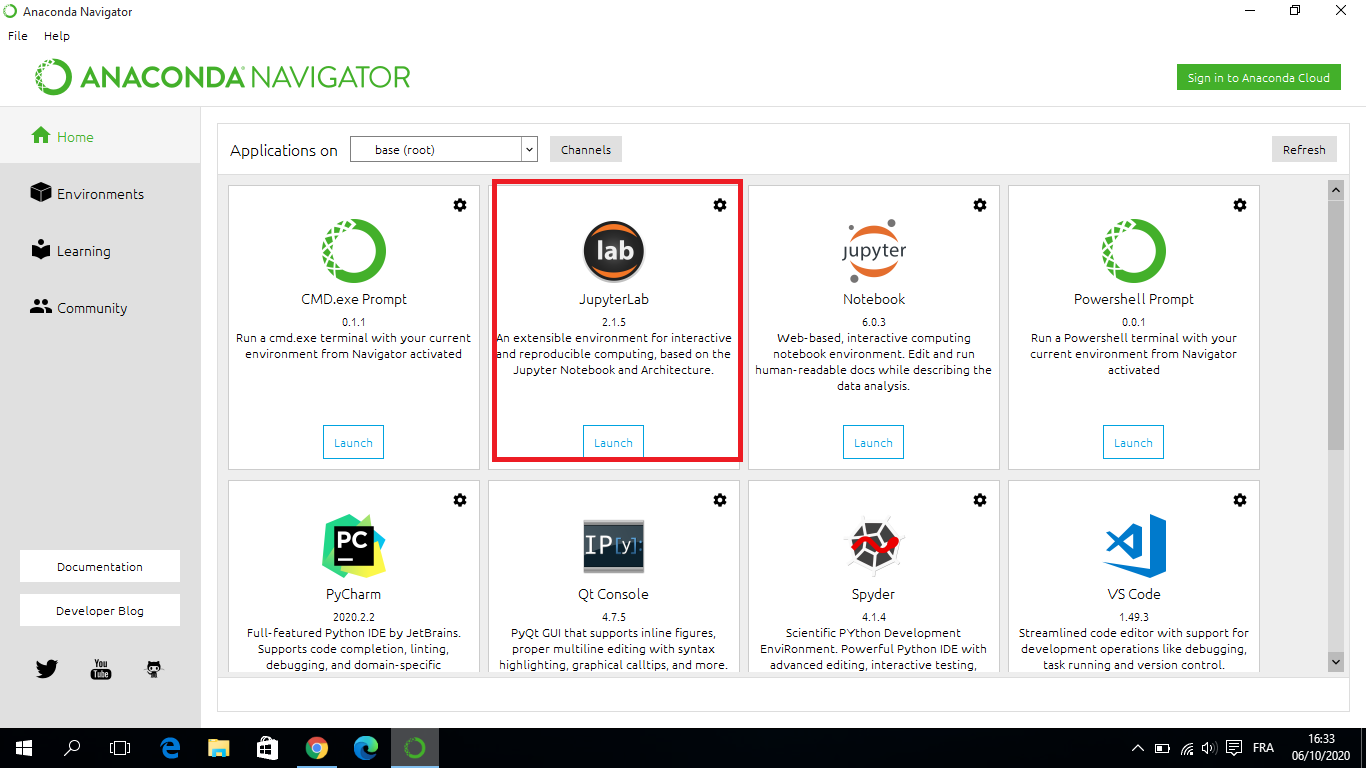 Anaconda Navigator
File Help
ANACONDA NAVIGATOR
Sign in to Anaconda Cloud
Home
Environments
Learning
Community
Documentation
Developer Blog
You
Tube
Applications on
base (root)
Channels
Refresh
CMD.exe Prompt
0.1.1
Run a cmd.exe terminal with your current
environment from Navigator activated
Launch
lab
JupyterLab
2.1.5
An extensible environment for interactive
and reproducible computing, based on the
Jupyter Notebook and Architecture.
Launch
jupyter
Notebook
6.0.3
Web-based, interactive computing
notebook environment. Edit and run
human-readable docs while describing the
data analysis.
Launch
Powershell Prompt
0.0.1
Run a Powershell terminal with your
current environment from Navigator
activated
Launch
PC
PyCharm
2020.2.2
Full-featured Python IDE by JetBrains.
Supports code completion, linting,
debugging, and domain-specific
IP[y]:
Qt Console
4.7.5
PyQt GUI that supports inline figures,
proper multiline editing with syntax
highlighting, graphical calltips, and more.
Spyder
4.1.4
Scientific PYthon Development
EnviRonment. Powerful Python IDE with
advanced editing, interactive testing,
VS Code
1.49.3
Streamlined code editor with support for
development operations like debugging,
task running and version control.
FRA
16:33
06/10/2020